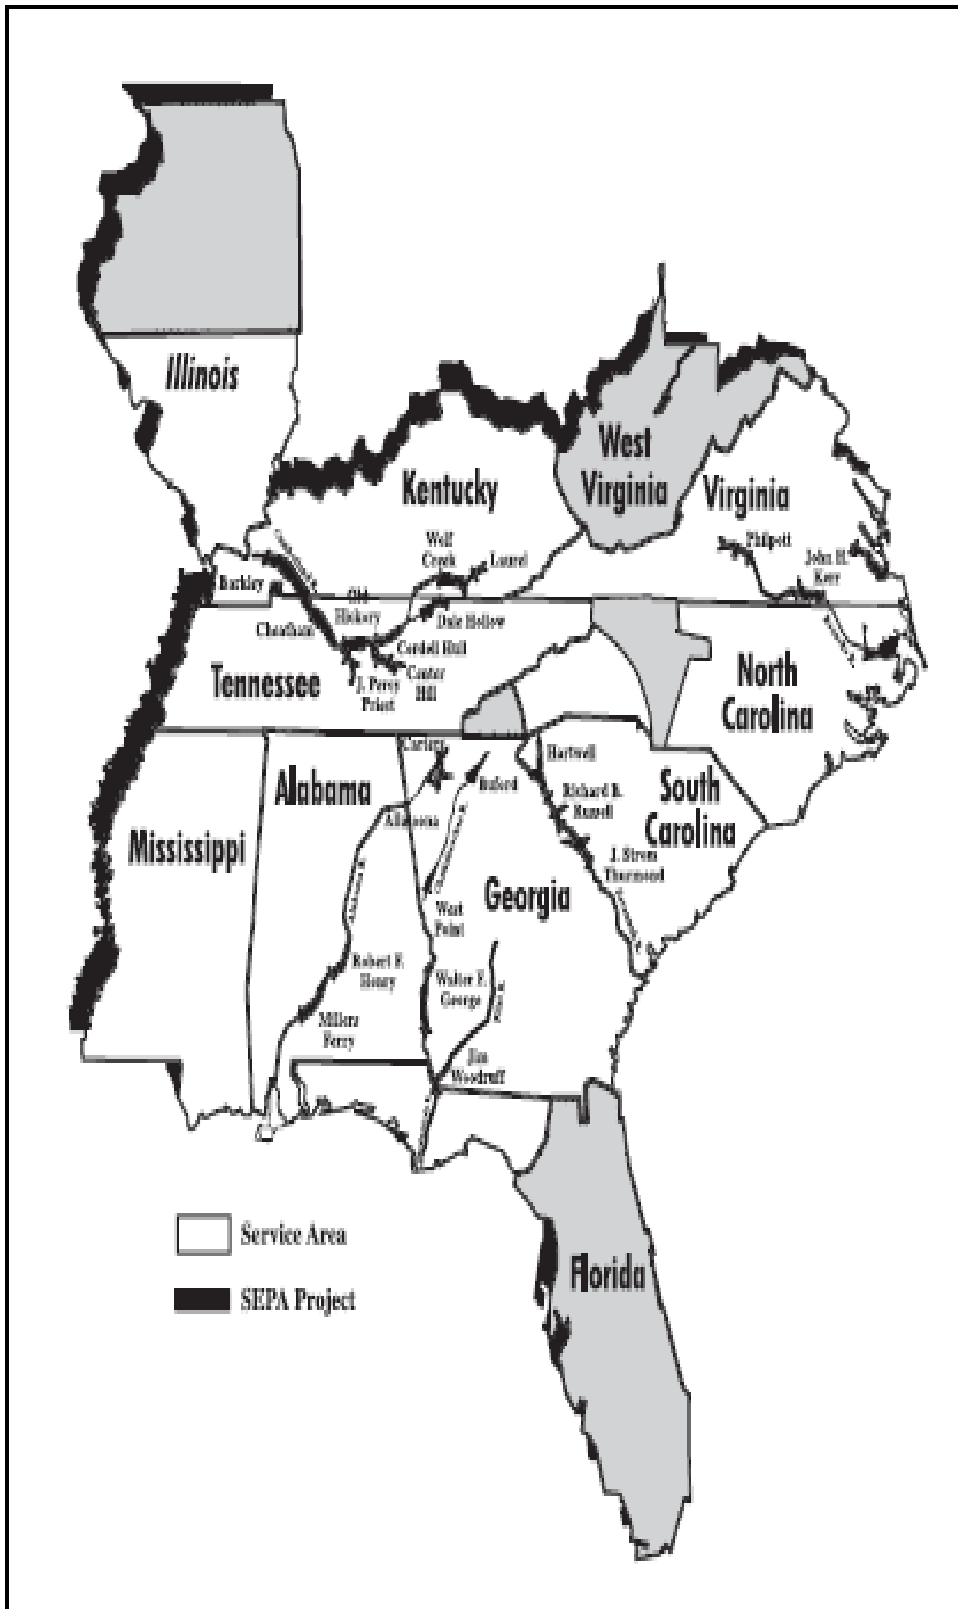 Illinois
West
Virginia
Kentucky
Virginia
Wolf
Creek
Laurel
Philpott
John H.
Kerr
Barkley
Old
Hickory
Cheatham
Dale Hollow
Cordell Hull
Center
Hill
J. Percy
Priest
Tennessee
North
Carolina
Carters
Hartwell
Buford
Alabama
Allatoona
Richard B.
Russell
South
Carolina
Mississippi
J. Strom
Thurmond
Georgia
West
Point
Robert F.
Henry
Walter F.
George
Millers
Ferry
Jim
Woodruff
Service Area
Florida
SEPA Project